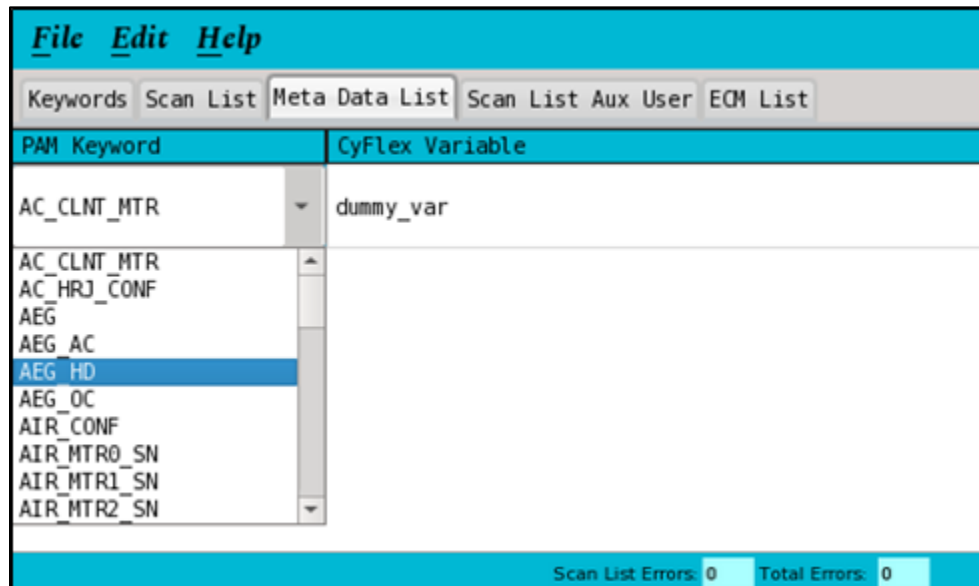 File Edit Help
Keywords Scan List Meta Data List Scan List Aux User ECM List
PAM Keyword CyFlex Variable
AC_CLNT_MTR dummy_var
AC_CLNT_MTR
AC_HRJ_CONF
AEG
AEG_AC
AEG_HD
AEG_OC
AIR_CONF
AIR_MTR0_SN
AIR_MTR1_SN
AIR_MTR2_SN
Scan List Errors: 0 Total Errors: 0